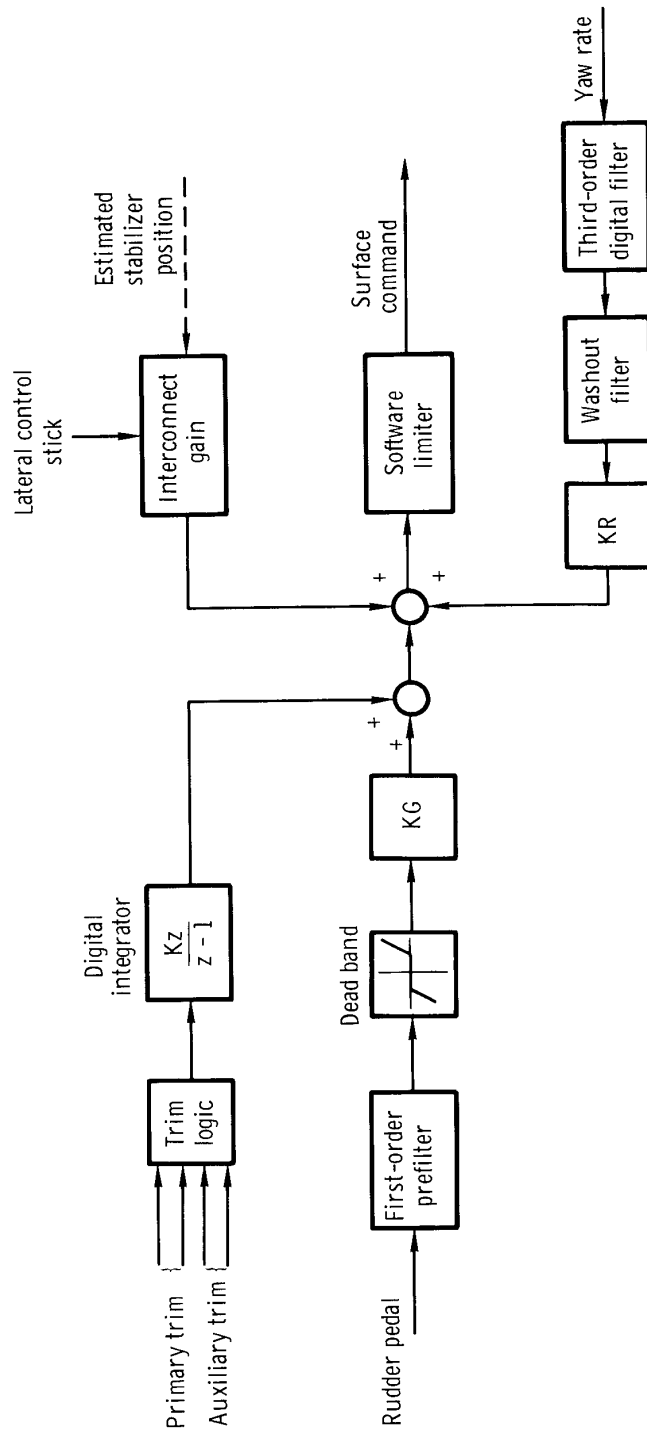 Primary trim }
Auxiliary trim }
Trim
logic
Digital
integrator
Kz
z - 1
Lateral control
stick
Interconnect
gain
Estimated
stabilizer
position
Rudder pedal
First-order
prefilter
Dead band
KG
+
+
+
+
Software
limiter
Surface
command
KR
Washout
filter
Third-order
digital filter
Yaw rate